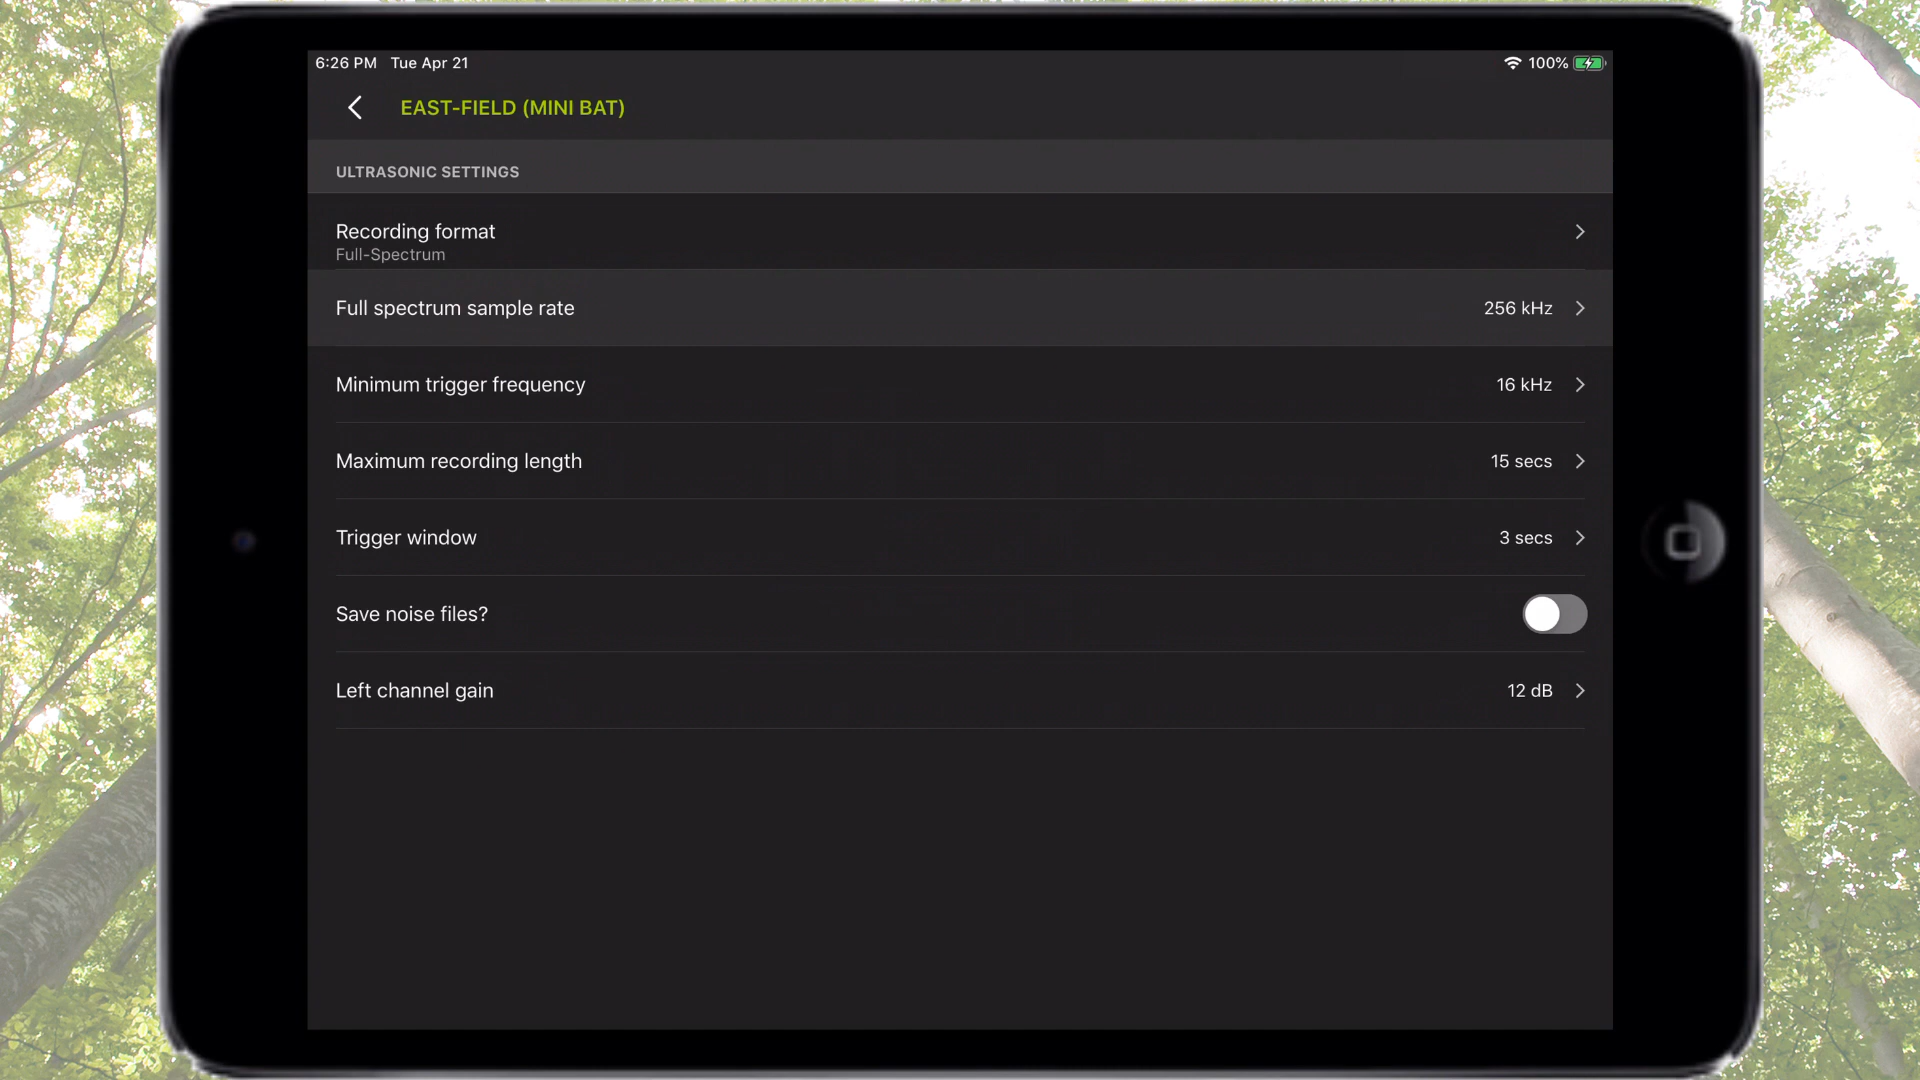 6:26 PM Tue Apr 21 100%
EAST-FIELD (MINI BAT)
ULTRASONIC SETTINGS
Recording format
Full-Spectrum
Full spectrum sample rate 256 kHz
Minimum trigger frequency 16 kHz
Maximum recording length 15 secs
Trigger window 3 secs
Save noise files?
Left channel gain 12 dB